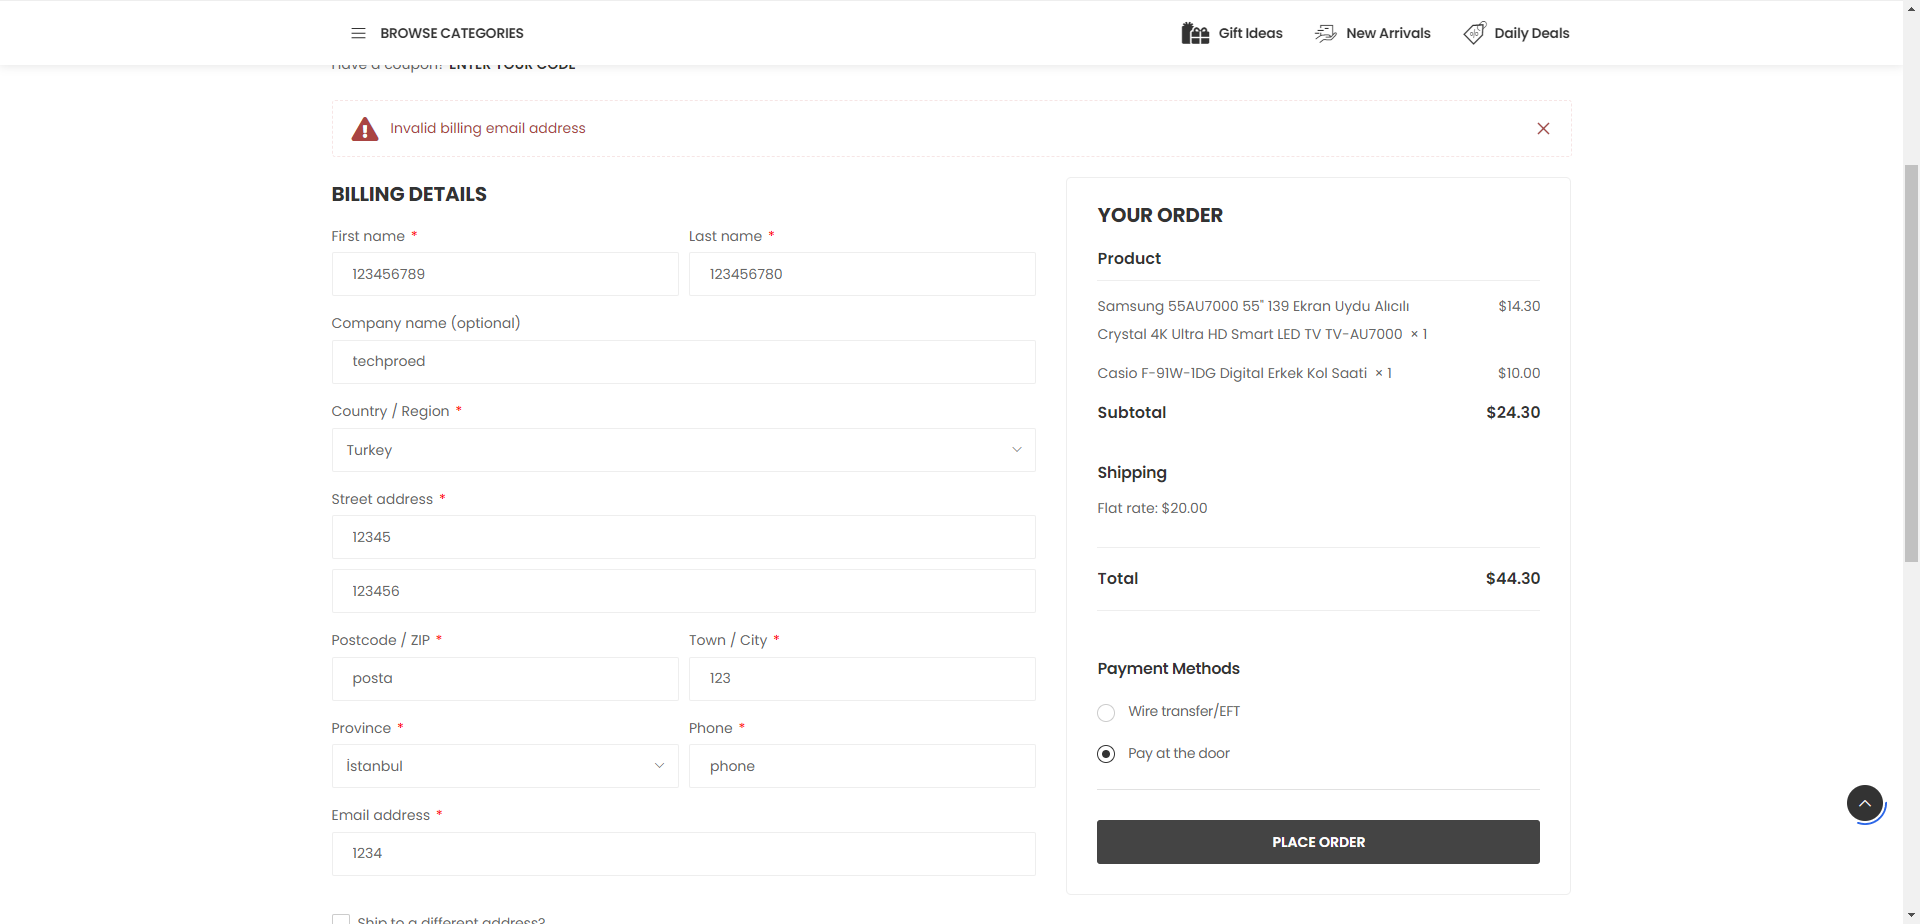 BROWSE CATEGORIES
Gift Ideas
New Arrivals
Daily Deals
Have a coupon? ENTER YOUR CODE
Invalid billing email address
BILLING DETAILS
First name *
Last name *
123456789
123456780
Company name (optional)
techproed
Country / Region *
Turkey
Street address *
12345
123456
Postcode / ZIP *
Town / City *
posta
123
Province *
Phone *
İstanbul
phone
Email address *
1234
Ship to a different address?
YOUR ORDER
Product
Samsung 55AU7000 55" 139 Ekran Uydu Alıcılı $14.30
Crystal 4K Ultra HD Smart LED TV TV-AU7000 × 1
Casio F-91W-1DG Digital Erkek Kol Saati × 1 $10.00
Subtotal $24.30
Shipping
Flat rate: $20.00
Total $44.30
Payment Methods
Wire transfer/EFT
Pay at the door
PLACE ORDER